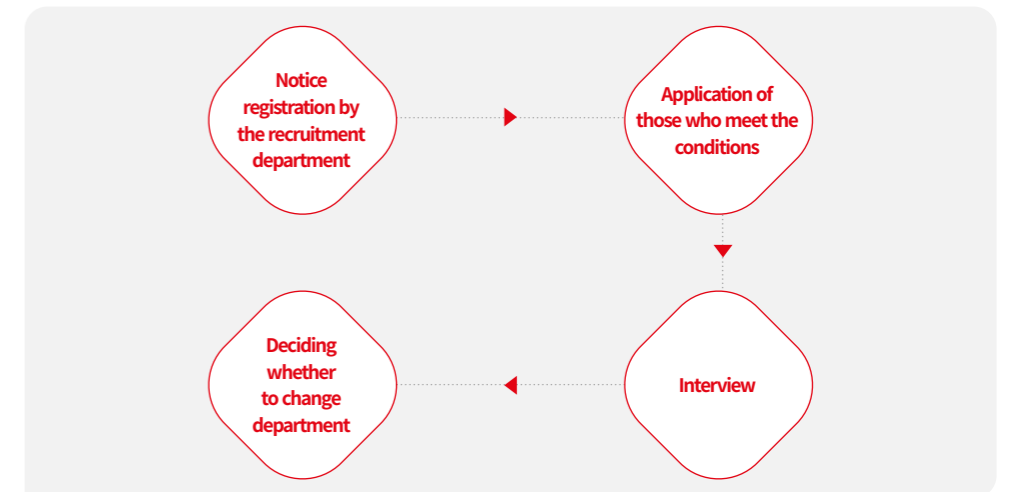 Notice
registration by
the recruitment
department
Application of
those who meet the
conditions
Interview
Deciding
whether
to change
department